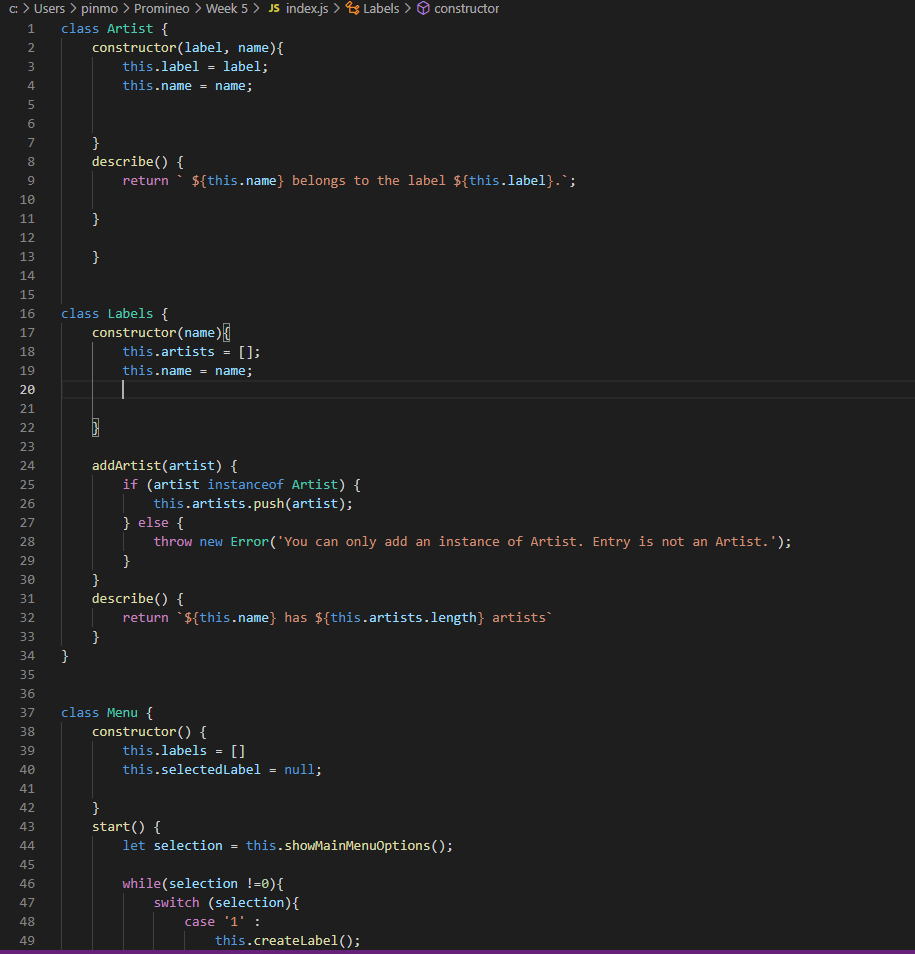 c: > Users > pinmo > Promineo > Week 5 > JS index.js > Labels > constructor
1 class Artist {
2 constructor(label, name){
3 this.label = label;
4 this.name = name;
5
6
7 }
8 describe() {
9 return ` ${this.name} belongs to the label ${this.label}.`;
10
11 }
12
13 }
14
15
16 class Labels {
17 constructor(name){
18 this.artists = [];
19 this.name = name;
20
21
22 }
23
24 addArtist(artist) {
25 if (artist instanceof Artist) {
26 this.artists.push(artist);
27 } else {
28 throw new Error('You can only add an instance of Artist. Entry is not an Artist.');
29 }
30 }
31 describe() {
32 return `${this.name} has ${this.artists.length} artists`
33 }
34 }
35
36
37 class Menu {
38 constructor() {
39 this.labels = []
40 this.selectedLabel = null;
41
42 }
43 start() {
44 let selection = this.showMainMenuOptions();
45
46 while(selection !=0){
47 switch (selection){
48 case '1' :
49 this.createLabel();